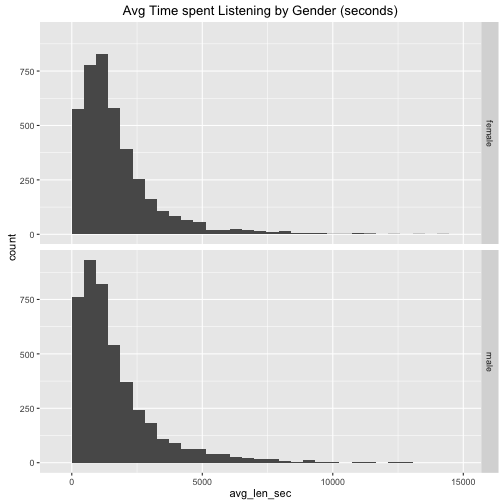 Avg Time spent Listening by Gender (seconds)
750
500
250
0
female
count
750
500
250
0
male
0
5000
10000
15000
avg_len_sec